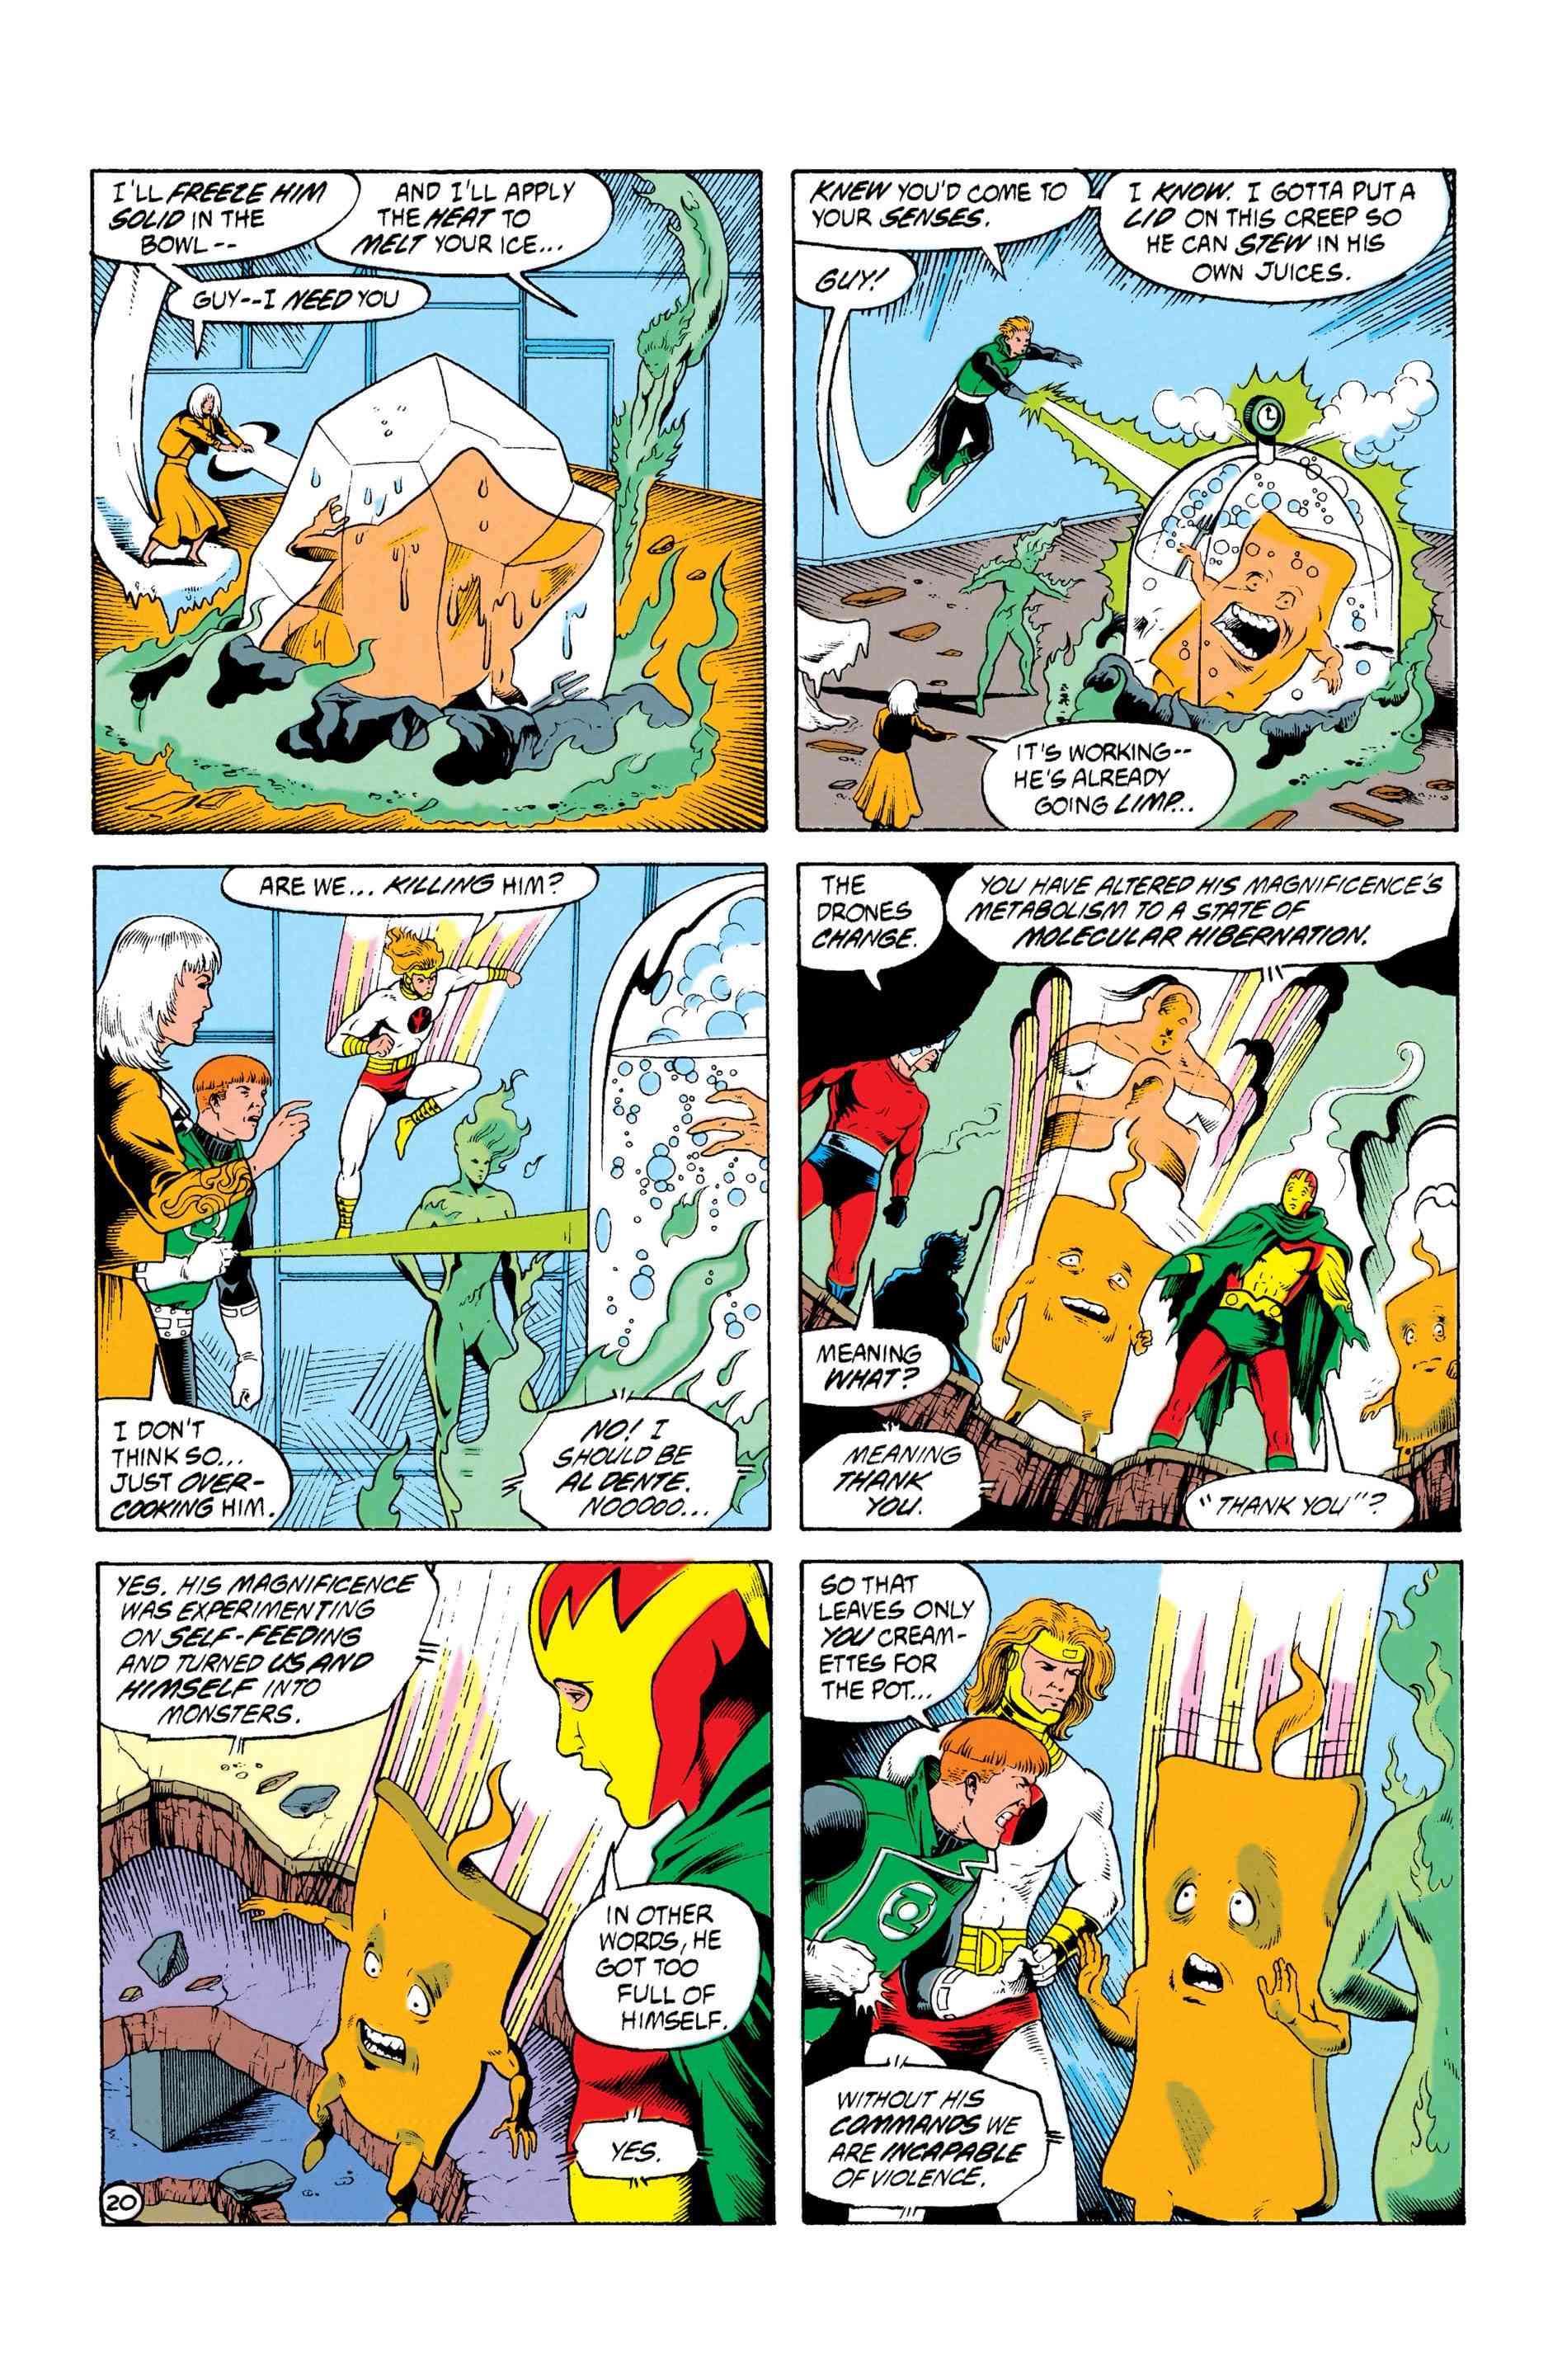 I'LL FREEZE HIM
SOLID IN THE
BOWL--
AND I'LL APPLY
THE HEAT TO
MELT YOUR ICE...
GUY--I NEED YOU
KNEW YOU'D COME TO
YOUR SENSES.
I KNOW. I GOTTA PUT A
LID ON THIS CREEP SO
HE CAN STEW IN HIS
OWN JUICES.
GUY!
IT'S WORKING--
HE'S ALREADY
GOING LIMP...
ARE WE... KILLING HIM?
I DON'T
THINK SO...
JUST OVER-
COOKING HIM.
NO! I
SHOULD BE
AL DENTE.
NOOOOO...
THE
DRONES
CHANGE.
YOU HAVE ALTERED HIS MAGNIFICENCE'S
METABOLISM TO A STATE OF
MOLECULAR HIBERNATION.
MEANING
WHAT?
MEANING
THANK
YOU.
"THANK YOU"?
YES. HIS MAGNIFICENCE
WAS EXPERIMENTING
ON SELF-FEEDING
AND TURNED US AND
HIMSELF INTO
MONSTERS.
IN OTHER
WORDS, HE
GOT TOO
FULL OF
HIMSELF.
YES.
20
SO THAT
LEAVES ONLY
YOU CREAM-
ETTES FOR
THE POT...
WITHOUT HIS
COMMANDS WE
ARE INCAPABLE
OF VIOLENCE.